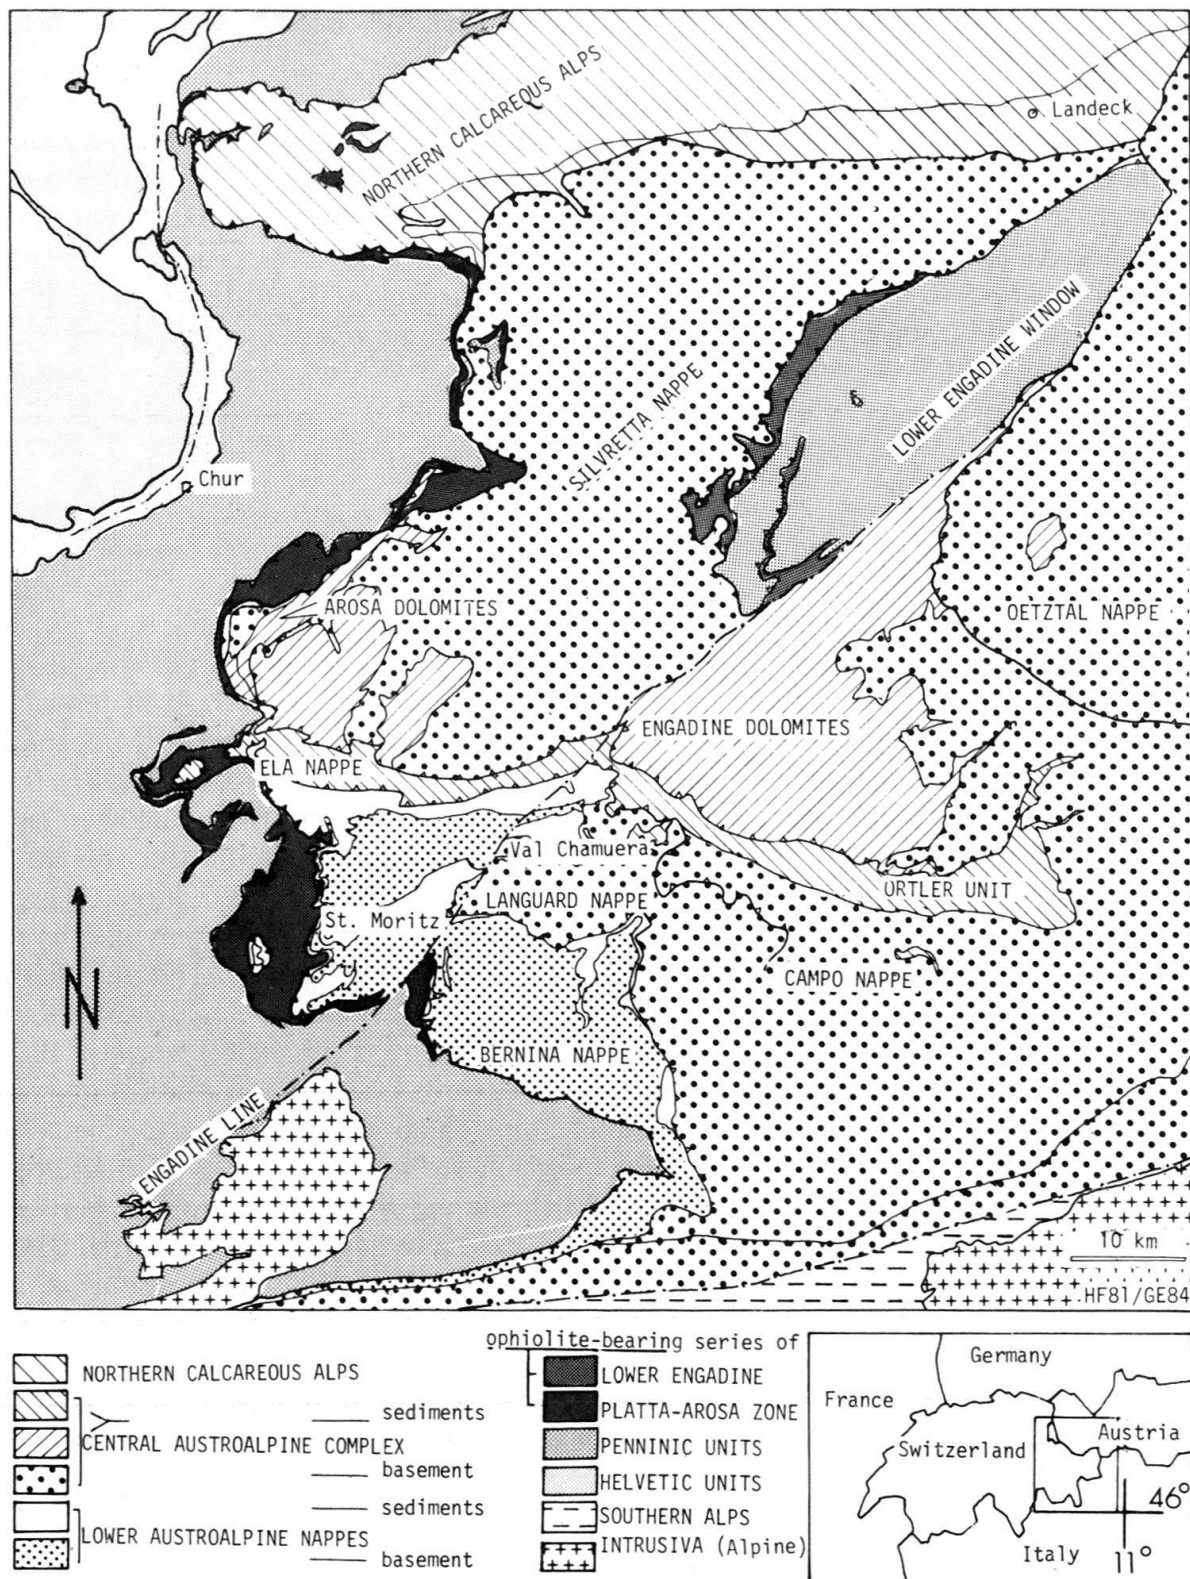 NORTHERN CALCAREOUS ALPS
Landeck
SILVRETTA NAPPE
LOWER ENGADINE WINDOW
Chur
AROSA DOLOMITES
OETZTAL NAPPE
ENGADINE DOLOMITES
ELA NAPPE
Val Chamuera
ORTLER UNIT
LANGUARD NAPPE
St. Moritz
CAMPO NAPPE
N
BERNINA NAPPE
ENGADINE LINE
10 km
HF81/GE84
NORTHERN CALCAREOUS ALPS
sediments
CENTRAL AUSTROALPINE COMPLEX
basement
sediments
LOWER AUSTROALPINE NAPPES
basement
ophiolite-bearing series of
LOWER ENGADINE
PLATTA-AROSA ZONE
PENNINIC UNITS
HELVETIC UNITS
SOUTHERN ALPS
INTRUSIVA (Alpine)
Germany
France
Austria
Switzerland
46°
Italy
11°